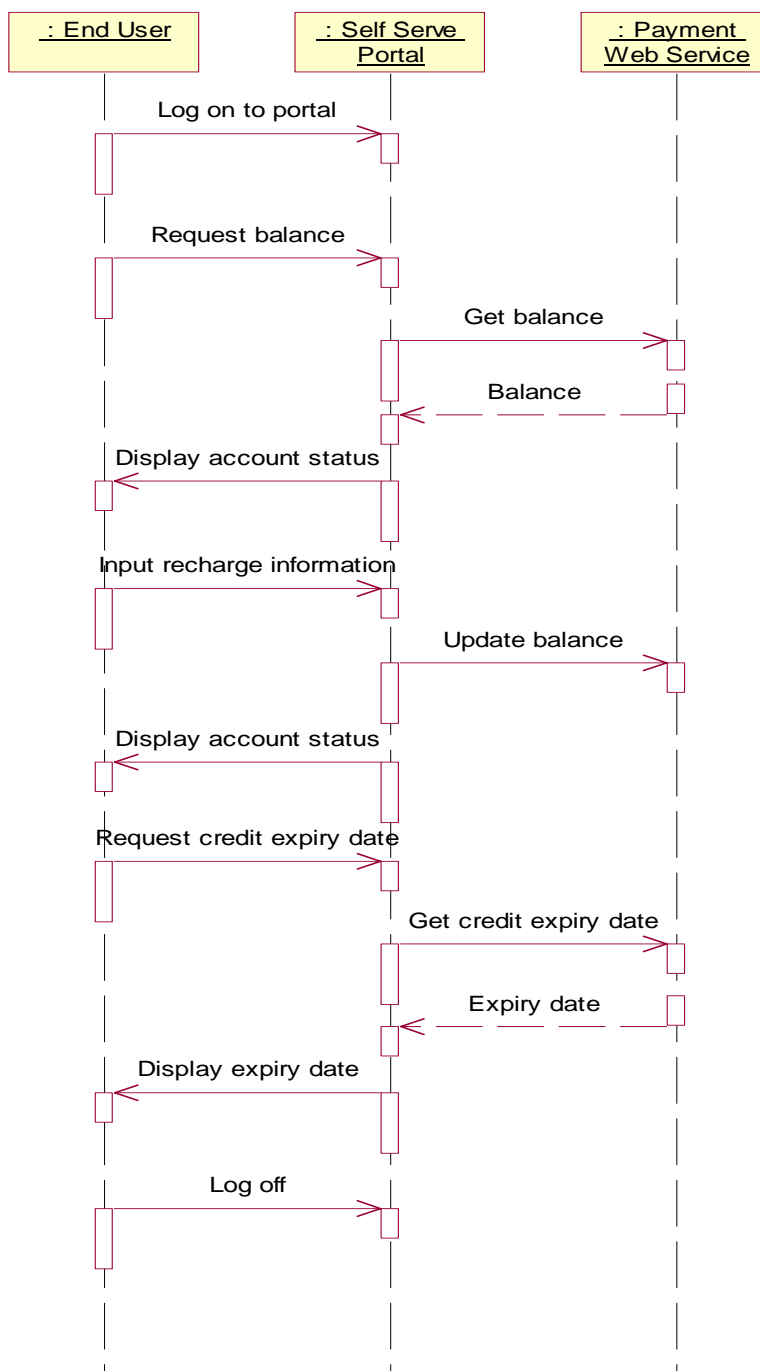 : End User
: Self Serve
Portal
: Payment
Web Service
Log on to portal
Request balance
Get balance
Balance
Display account status
Input recharge information
Update balance
Display account status
Request credit expiry date
Get credit expiry date
Expiry date
Display expiry date
Log off